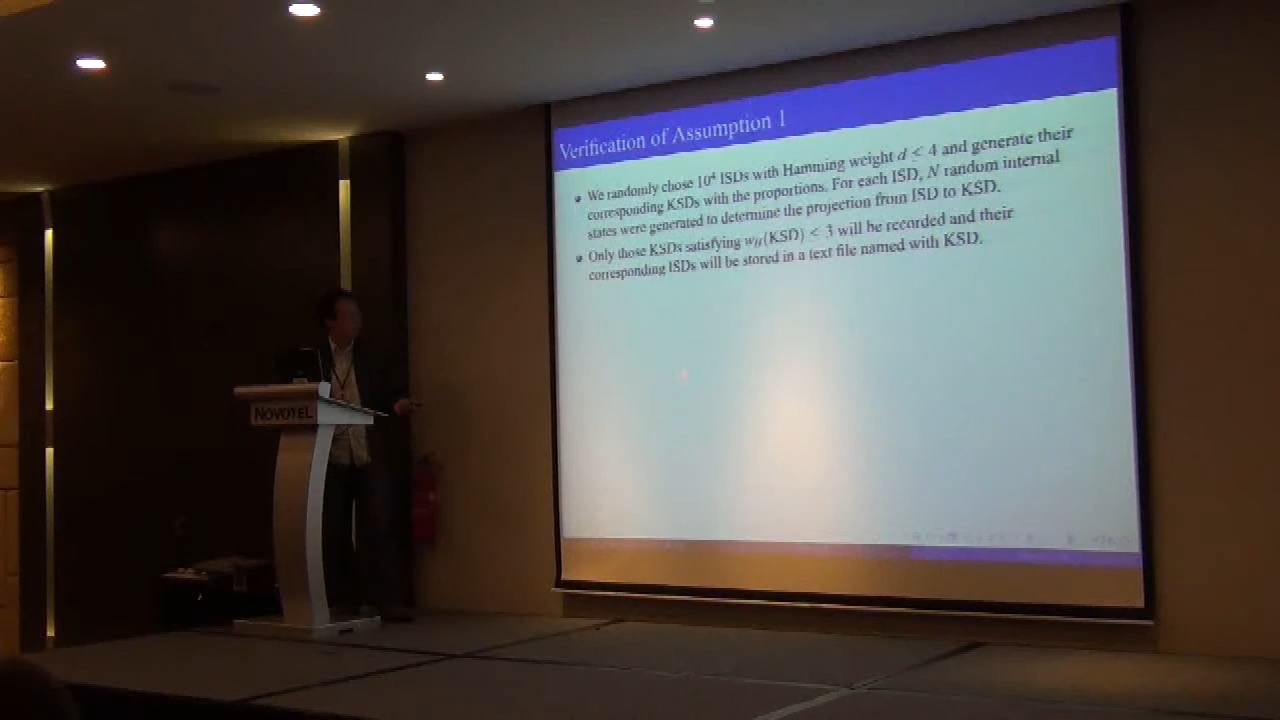 Verification of Assumption 1
We randomly chose 10⁴ ISDs with Hamming weight d ≤ 4 and generate their
corresponding KSDs with the proportions. For each ISD, N random internal
states were generated to determine the projection from ISD to KSD.
Only those KSDs satisfying w_H(KSD) ≤ 3 will be recorded and their
corresponding ISDs will be stored in a text file named with KSD.
NOVOTEL